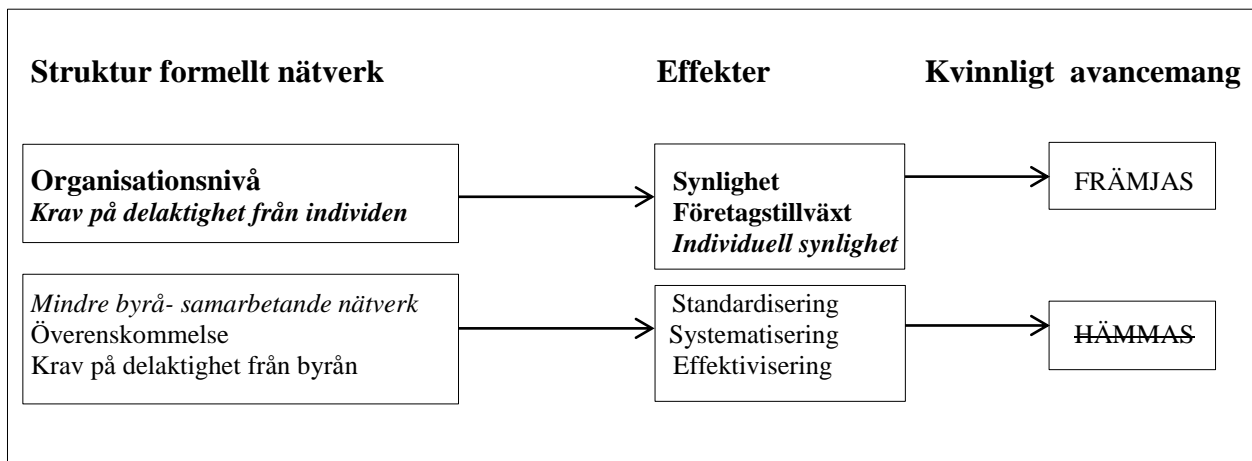 Struktur formellt nätverk
Effekter
Kvinnligt avancemang
Organisationsnivå
Krav på delaktighet från individen
Synlighet
Företagstillväxt
Individuell synlighet
FRÄMJAS
Mindre byrå- samarbetande nätverk
Överenskommelse
Krav på delaktighet från byrån
Standardisering
Systematisering
Effektivisering
HÄMMAS